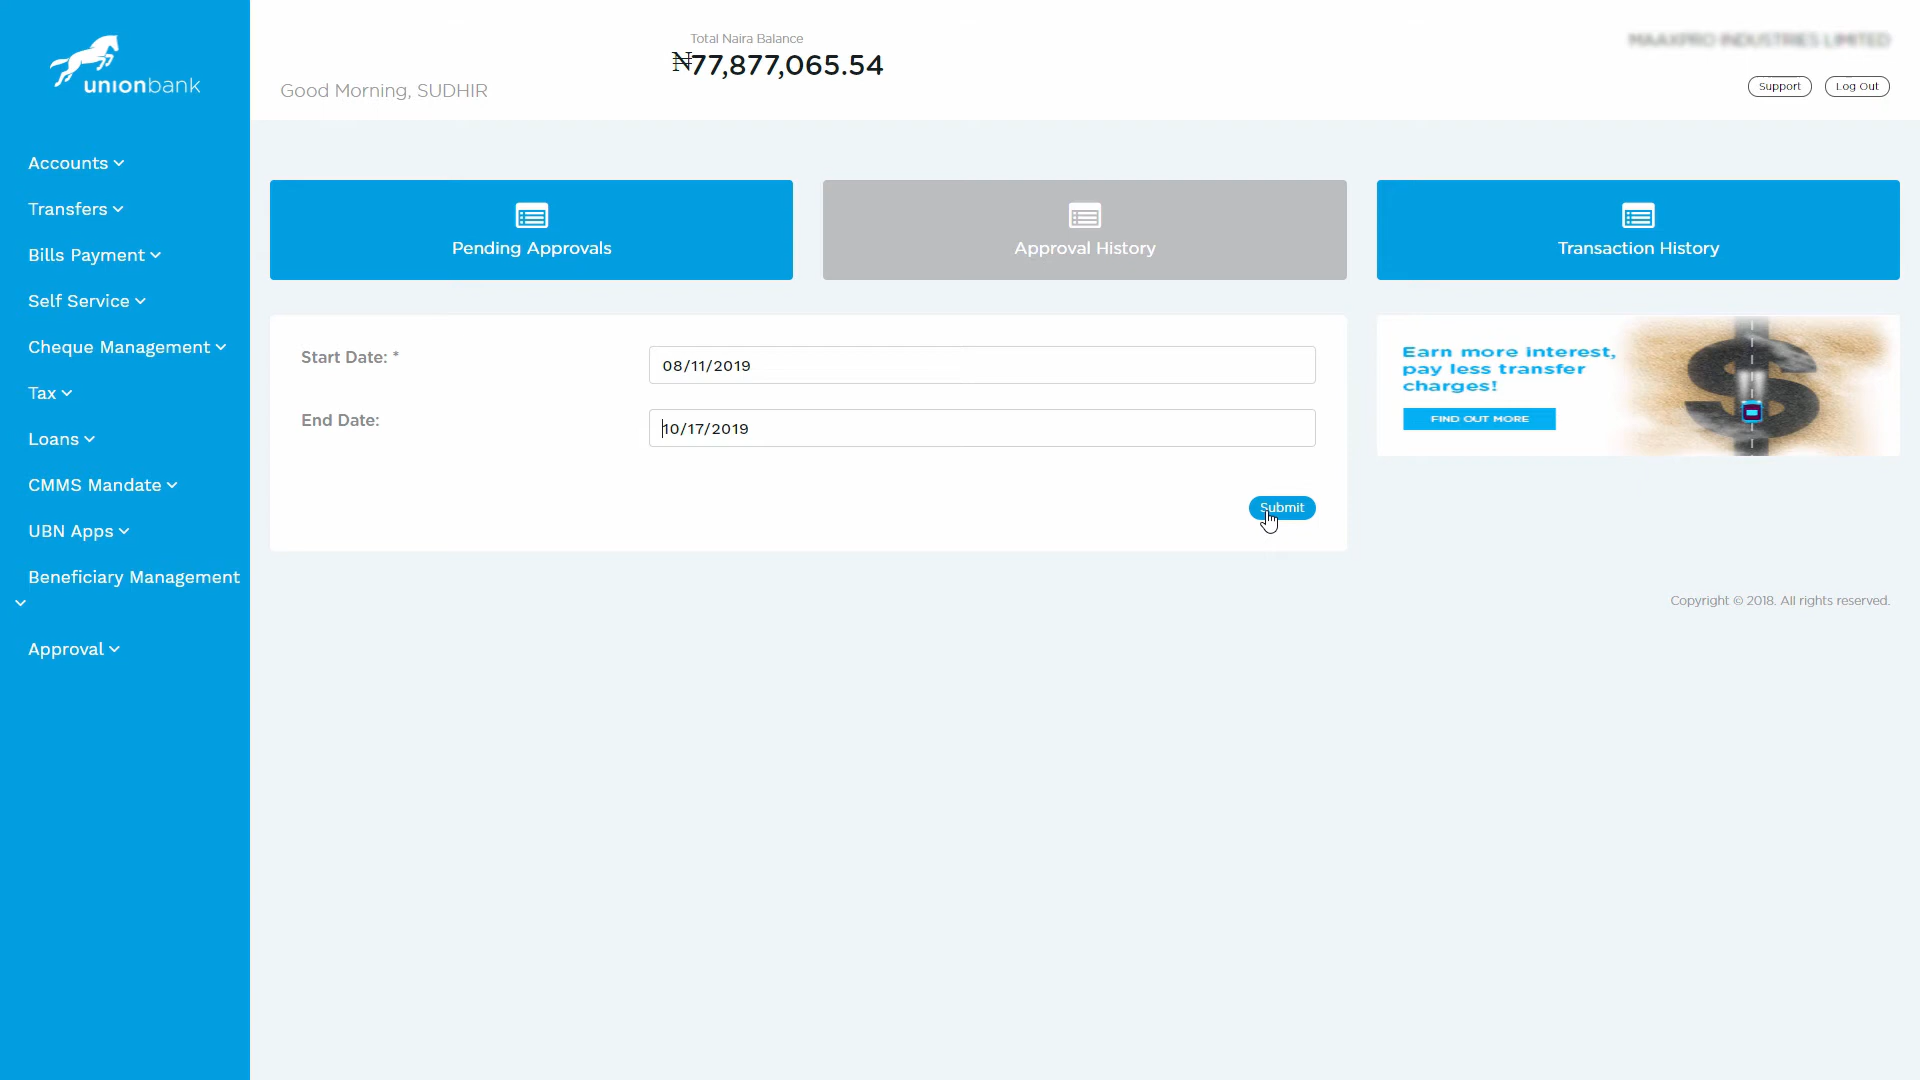 unionbank
Total Naira Balance
₦77,877,065.54
Good Morning, SUDHIR
MAAXPRO INDUSTRIES LIMITED
Support
Log Out
Accounts
Transfers
Bills Payment
Self Service
Cheque Management
Tax
Loans
CMMS Mandate
UBN Apps
Beneficiary Management
Approval
Pending Approvals
Approval History
Transaction History
Start Date: *
08/11/2019
End Date:
10/17/2019
Submit
Earn more interest,
pay less transfer
charges!
FIND OUT MORE
Copyright © 2018. All rights reserved.